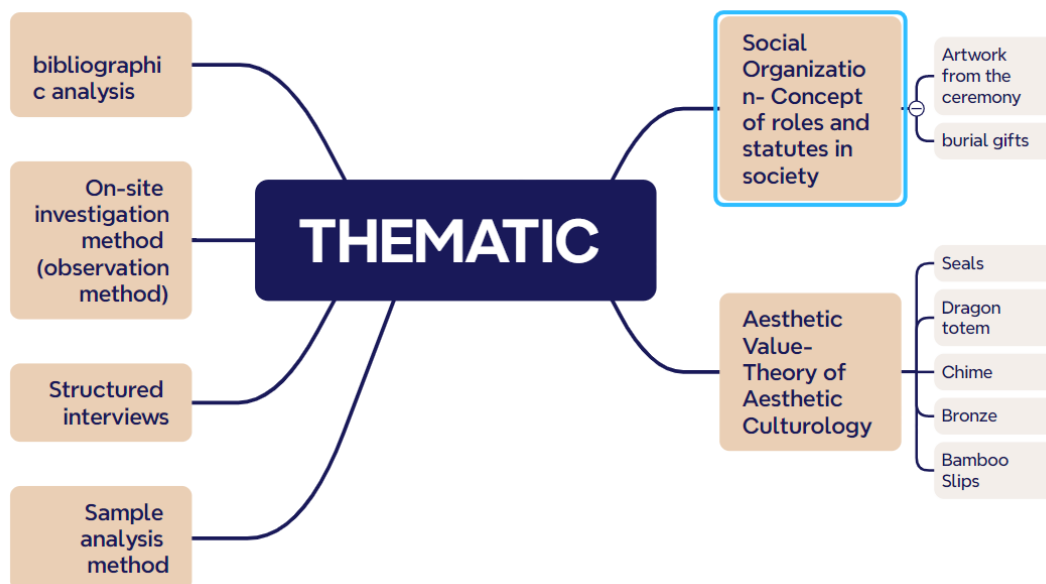 bibliographi
c analysis
On-site
investigation
method
(observation
method)
Structured
interviews
Sample
analysis
method
THEMATIC
Social
Organizatio
n- Concept
of roles and
statutes in
society
Artwork
from the
ceremony
burial gifts
Aesthetic
Value-
Theory of
Aesthetic
Culturology
Seals
Dragon
totem
Chime
Bronze
Bamboo
Slips